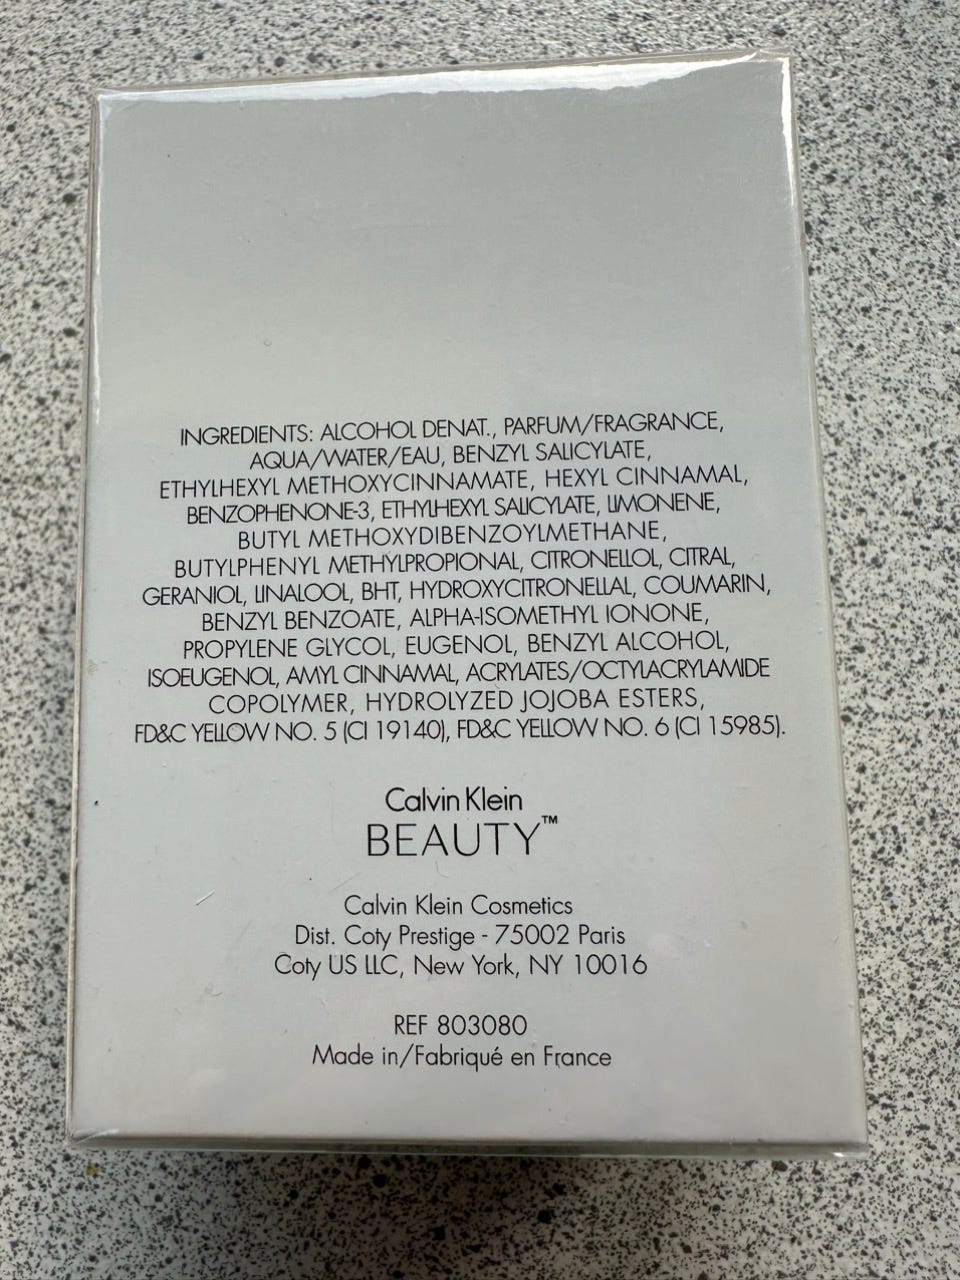 INGREDIENTS: ALCOHOL DENAT., PARFUM/FRAGRANCE,
AQUA/WATER/EAU, BENZYL SALICYLATE,
ETHYLHEXYL METHOXYCINNAMATE, HEXYL CINNAMAL,
BENZOPHENONE-3, ETHYLHEXYL SALICYLATE, LIMONENE,
BUTYL METHOXYDIBENZOYLMETHANE,
BUTYLPHENYL METHYLPROPIONAL, CITRONELLOL, CITRAL,
GERANIOL, LINALOOL, BHT, HYDROXYCITRONELLAL, COUMARIN,
BENZYL BENZOATE, ALPHA-ISOMETHYL IONONE,
PROPYLENE GLYCOL, EUGENOL, BENZYL ALCOHOL,
ISOEUGENOL, AMYL CINNAMAL, ACRYLATES/OCTYLACRYLAMIDE
COPOLYMER, HYDROLYZED JOJOBA ESTERS,
FD&C YELLOW NO. 5 (CI 19140), FD&C YELLOW NO. 6 (CI 15985).
Calvin Klein
BEAUTY™
Calvin Klein Cosmetics
Dist. Coty Prestige - 75002 Paris
Coty US LLC, New York, NY 10016
REF 803080
Made in/Fabriqué en France